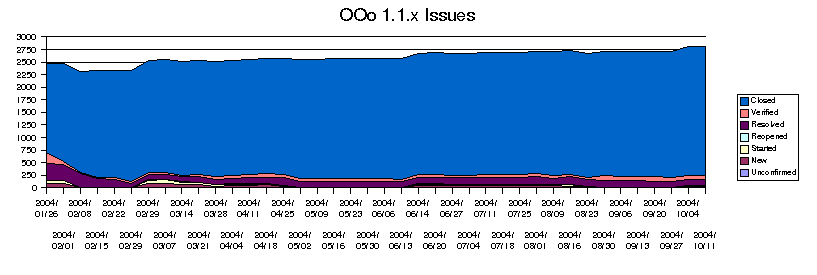 OOo 1.1.x Issues
3000
2750
2500
2250
2000
1750
1500
1250
1000
750
500
250
0
Closed
Verified
Resolved
Reopened
Started
New
Unconfirmed
2004/ 2004/ 2004/ 2004/ 2004/ 2004/ 2004/ 2004/ 2004/ 2004/ 2004/ 2004/ 2004/ 2004/ 2004/ 2004/ 2004/ 2004/ 2004/
01/26 02/08 02/22 02/29 03/14 03/28 04/11 04/25 05/09 05/23 06/06 06/14 06/27 07/11 07/25 08/09 08/23 09/06 09/20 10/04
2004/ 2004/ 2004/ 2004/ 2004/ 2004/ 2004/ 2004/ 2004/ 2004/ 2004/ 2004/ 2004/ 2004/ 2004/ 2004/ 2004/ 2004/ 2004/ 2004/
02/01 02/15 02/29 03/07 03/21 04/04 04/18 05/02 05/16 05/30 06/13 06/20 07/04 07/18 08/01 08/16 08/30 09/13 09/27 10/11